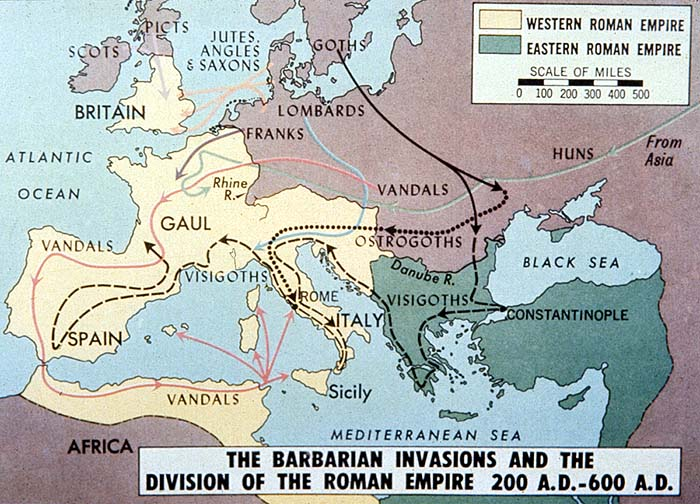 PICTS
SCOTS
JUTES,
ANGLES
& SAXONS
GOTHS
WESTERN ROMAN EMPIRE
EASTERN ROMAN EMPIRE
SCALE OF MILES
0 100 200 300 400 500
BRITAIN
LOMBARDS
FRANKS
ATLANTIC
OCEAN
HUNS
From
Asia
Rhine
R.
VANDALS
GAUL
VANDALS
OSTROGOTHS
BLACK SEA
VISIGOTHS
Danube R.
VISIGOTHS
ROME
CONSTANTINOPLE
SPAIN
ITALY
VANDALS
Sicily
AFRICA
MEDITERRANEAN SEA
THE BARBARIAN INVASIONS AND THE
DIVISION OF THE ROMAN EMPIRE 200 A.D.-600 A.D.